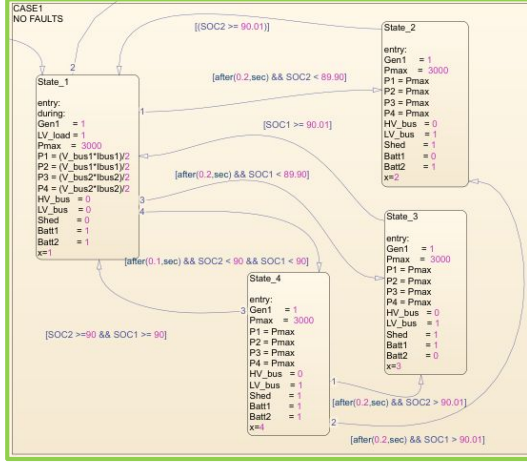 CASE1
NO FAULTS
2
[(SOC2 >= 90.01)]
State_1
entry:
during:
Gen1 = 1
LV_load = 1
Pmax = 3000
P1 = (V_bus1*Ibus1)/2
P2 = (V_bus1*Ibus1)/2
P3 = (V_bus2*Ibus2)/2
P4 = (V_bus2*Ibus2)/2
HV_bus = 0
LV_bus = 0
Shed = 0
Batt1 = 1
Batt2 = 1
x=1
1
[after(0.2,sec) && SOC2 < 89.90]
[SOC1 >= 90.01]
[after(0.2,sec) && SOC1 < 89.90]
3
4
State_2
entry:
Gen1 = 1
Pmax = 3000
P1 = Pmax
P2 = Pmax
P3 = Pmax
P4 = Pmax
HV_bus = 0
LV_bus = 1
Shed = 1
Batt1 = 0
Batt2 = 1
x=2
[after(0.1,sec) && SOC2 < 90 && SOC1 < 90]
State_3
entry:
Gen1 = 1
Pmax = 3000
P1 = Pmax
P2 = Pmax
P3 = Pmax
P4 = Pmax
HV_bus = 0
LV_bus = 1
Shed = 1
Batt1 = 1
Batt2 = 0
x=3
State_4
entry:
3
Gen1 = 1
Pmax = 3000
P1 = Pmax
P2 = Pmax
P3 = Pmax
P4 = Pmax
HV_bus = 0
LV_bus = 1
Shed = 1
Batt1 = 1
Batt2 = 1
x=4
[SOC2 >=90 && SOC1 >= 90]
1
[after(0.2,sec) && SOC2 > 90.01]
2
[after(0.2,sec) && SOC1 > 90.01]